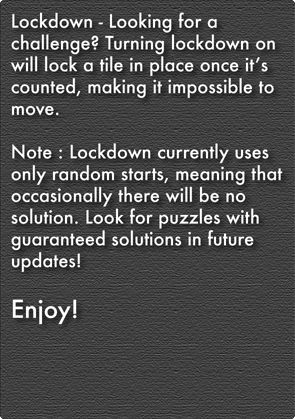 Lockdown - Looking for a
challenge? Turning lockdown on
will lock a tile in place once it's
counted, making it impossible to
move.
Note : Lockdown currently uses
only random starts, meaning that
occasionally there will be no
solution. Look for puzzles with
guaranteed solutions in future
updates!
Enjoy!